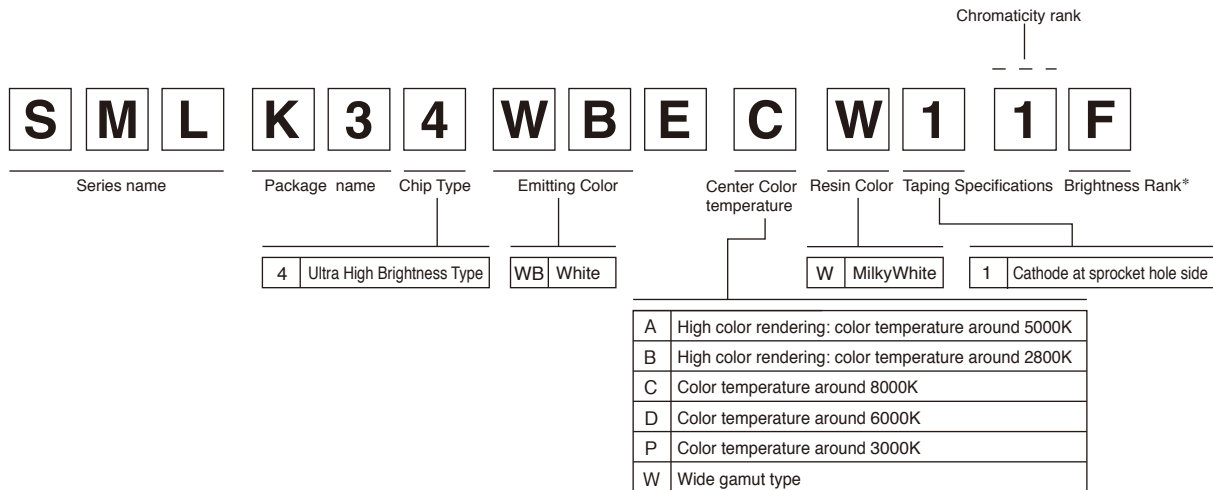 Chromaticity rank
S M L K 3 4 W B E C W 1 1 F
Series name Package name Chip Type Emitting Color Center Color temperature Resin Color Taping Specifications Brightness Rank*
4 Ultra High Brightness Type WB White W MilkyWhite 1 Cathode at sprocket hole side
A High color rendering: color temperature around 5000K
B High color rendering: color temperature around 2800K
C Color temperature around 8000K
D Color temperature around 6000K
P Color temperature around 3000K
W Wide gamut type